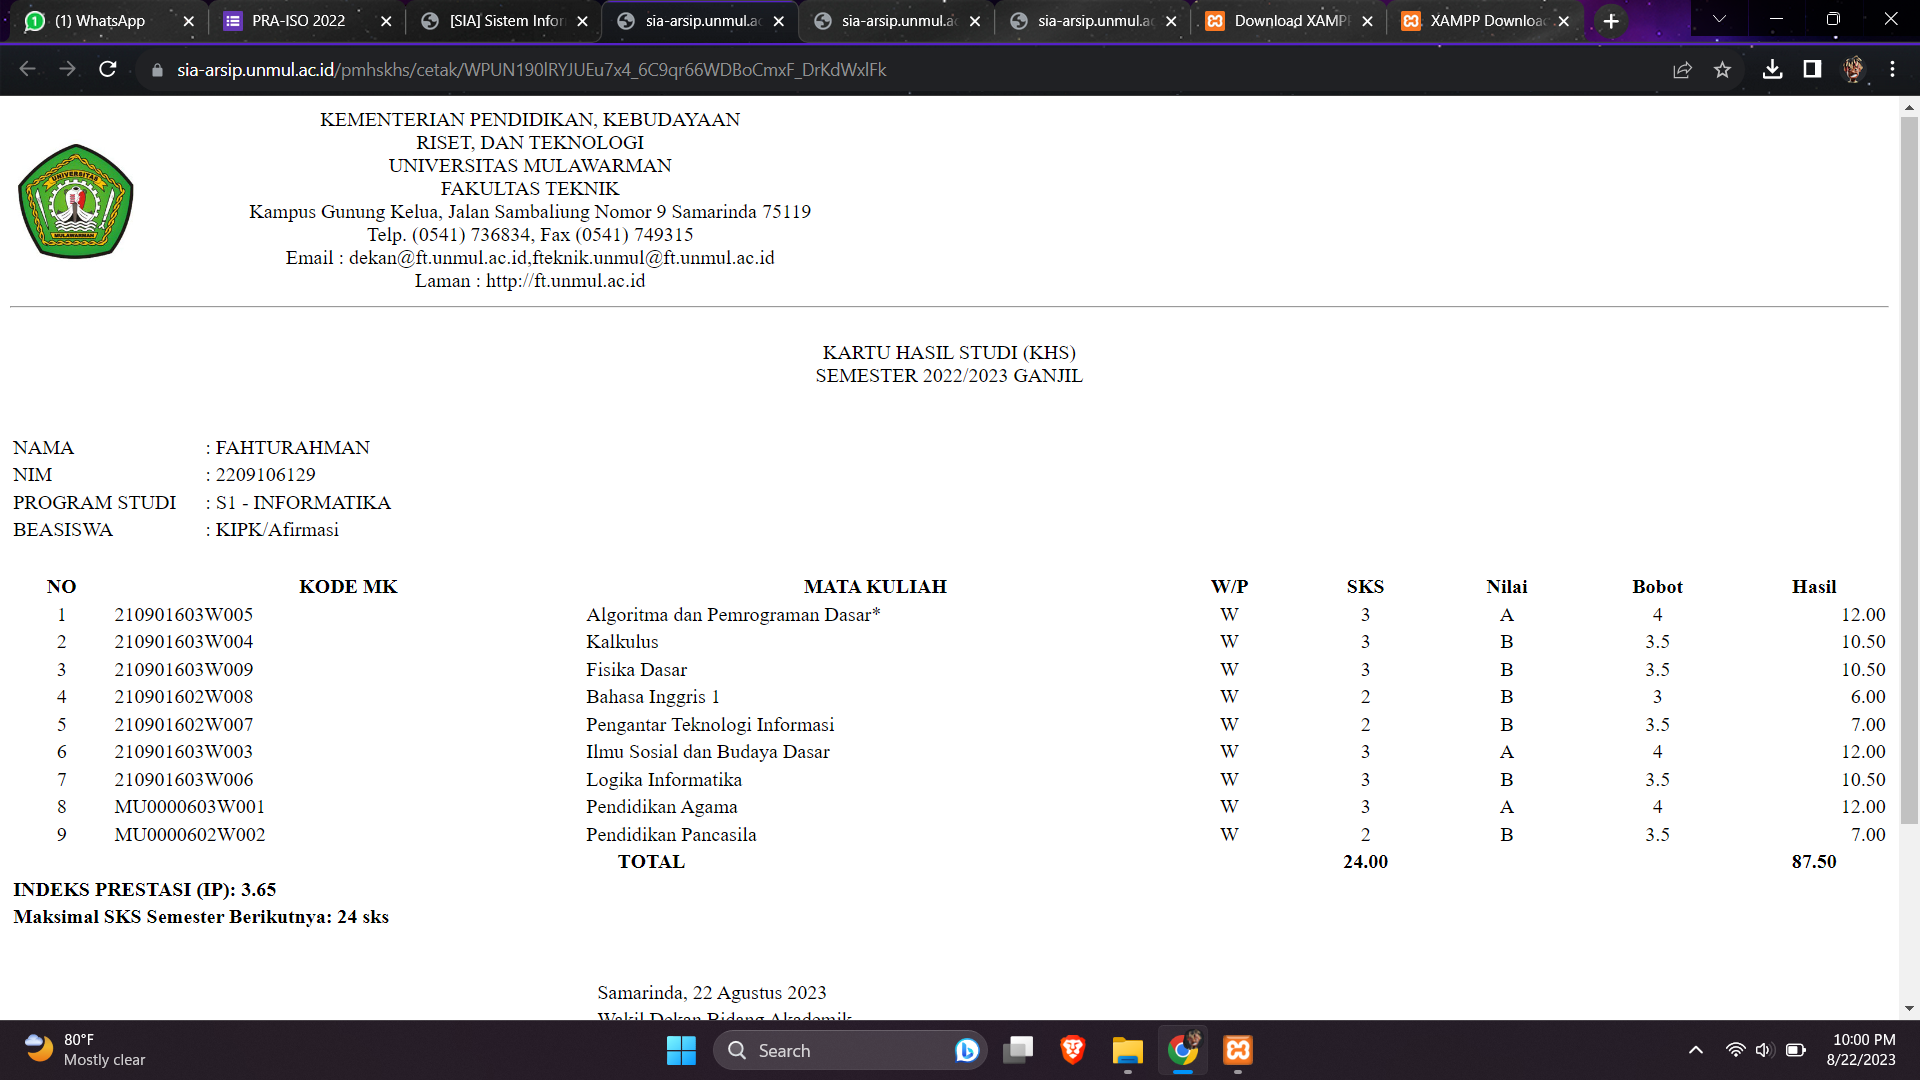 (1) WhatsApp
PRA-ISO 2022
[SIA] Sistem Infor
sia-arsip.unmul.ac
sia-arsip.unmul.a
sia-arsip.unmul.a
Download XAMPP
XAMPP Download
sia-arsip.unmul.ac.id/pmhskhs/cetak/WPUN190lRYJUEu7x4_6C9qr66WDBoCmxF_DrKdWxlFk
UNIVERSITAS
MULAWARMAN
KEMENTERIAN PENDIDIKAN, KEBUDAYAAN
RISET, DAN TEKNOLOGI
UNIVERSITAS MULAWARMAN
FAKULTAS TEKNIK
Kampus Gunung Kelua, Jalan Sambaliung Nomor 9 Samarinda 75119
Telp. (0541) 736834, Fax (0541) 749315
Email : dekan@ft.unmul.ac.id,fteknik.unmul@ft.unmul.ac.id
Laman : http://ft.unmul.ac.id
KARTU HASIL STUDI (KHS)
SEMESTER 2022/2023 GANJIL
NAMA : FAHTURAHMAN
NIM : 2209106129
PROGRAM STUDI : S1 - INFORMATIKA
BEASISWA : KIPK/Afirmasi
NO KODE MK MATA KULIAH W/P SKS Nilai Bobot Hasil
1 210901603W005 Algoritma dan Pemrograman Dasar* W 3 A 4 12.00
2 210901603W004 Kalkulus W 3 B 3.5 10.50
3 210901603W009 Fisika Dasar W 3 B 3.5 10.50
4 210901602W008 Bahasa Inggris 1 W 2 B 3 6.00
5 210901602W007 Pengantar Teknologi Informasi W 2 B 3.5 7.00
6 210901603W003 Ilmu Sosial dan Budaya Dasar W 3 A 4 12.00
7 210901603W006 Logika Informatika W 3 B 3.5 10.50
8 MU0000603W001 Pendidikan Agama W 3 A 4 12.00
9 MU0000602W002 Pendidikan Pancasila W 2 B 3.5 7.00
TOTAL 24.00 87.50
INDEKS PRESTASI (IP): 3.65
Maksimal SKS Semester Berikutnya: 24 sks
Samarinda, 22 Agustus 2023
Wakil Dekan Bidang Akademik
80°F
Mostly clear
Search
10:00 PM
8/22/2023